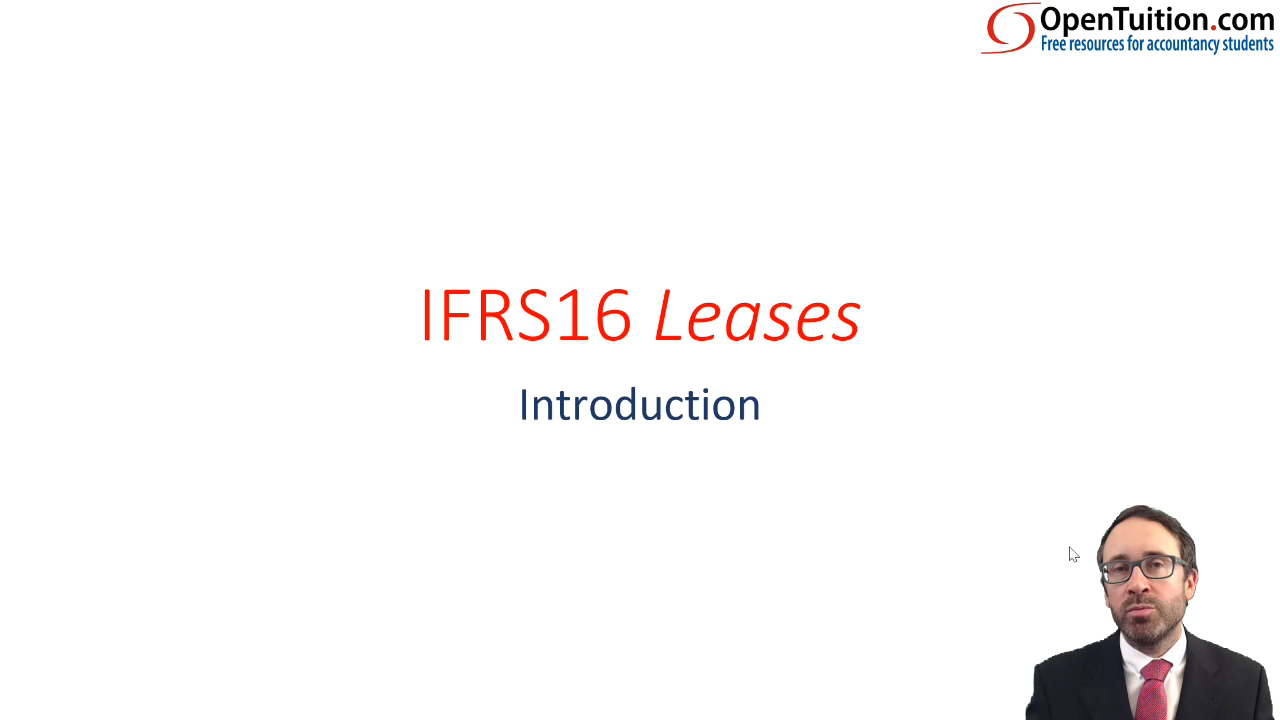 OpenTuition.com
Free resources for accountancy students
IFRS16 Leases
Introduction